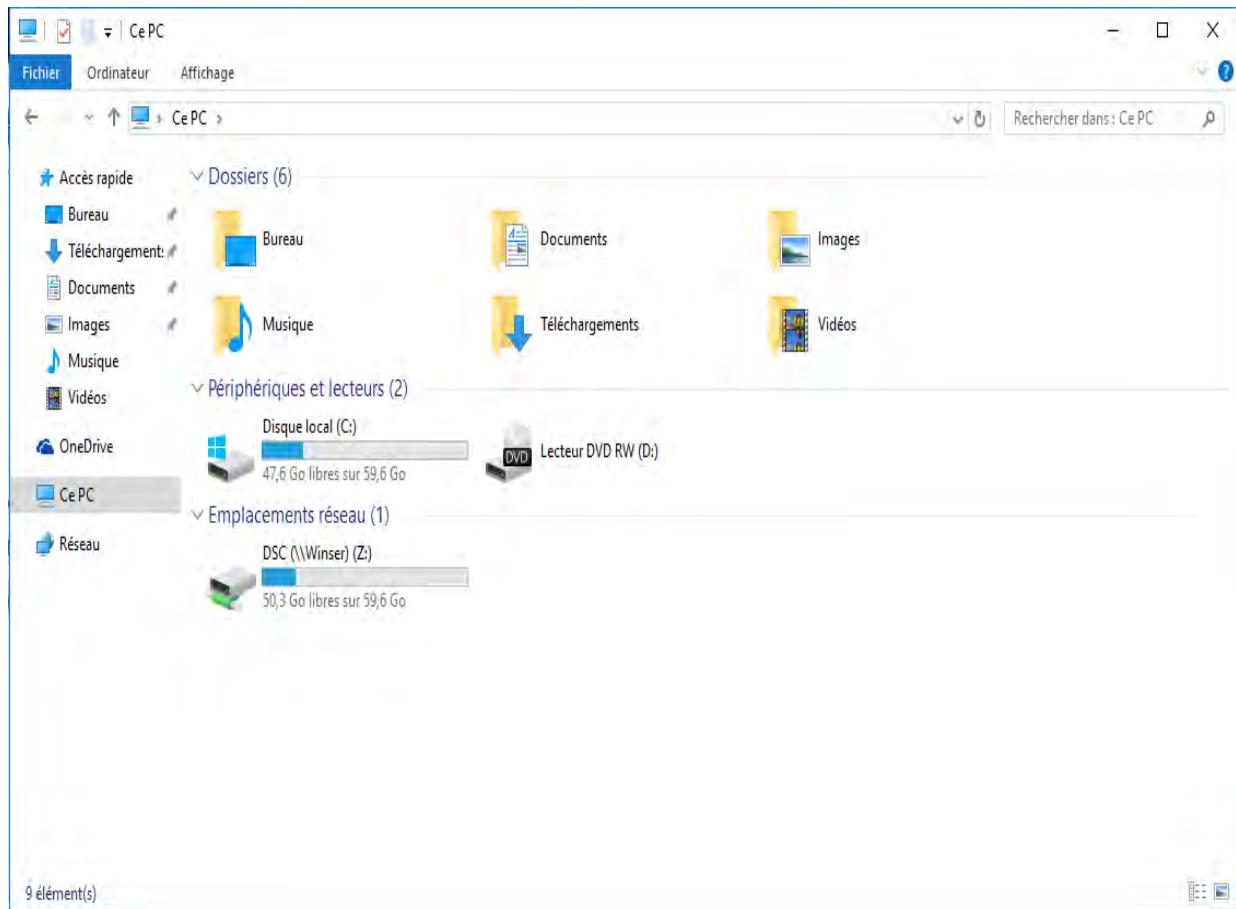 Ce PC
Fichier Ordinateur Affichage
Ce PC
Rechercher dans : Ce PC
Accès rapide
Bureau
Téléchargements
Documents
Images
Musique
Vidéos
OneDrive
Ce PC
Réseau
Dossiers (6)
Bureau Documents Images
Musique Téléchargements Vidéos
Périphériques et lecteurs (2)
Disque local (C:)
47,6 Go libres sur 59,6 Go
DVD
Lecteur DVD RW (D:)
Emplacements réseau (1)
DSC (\\Winser) (Z:)
50,3 Go libres sur 59,6 Go
9 élément(s)